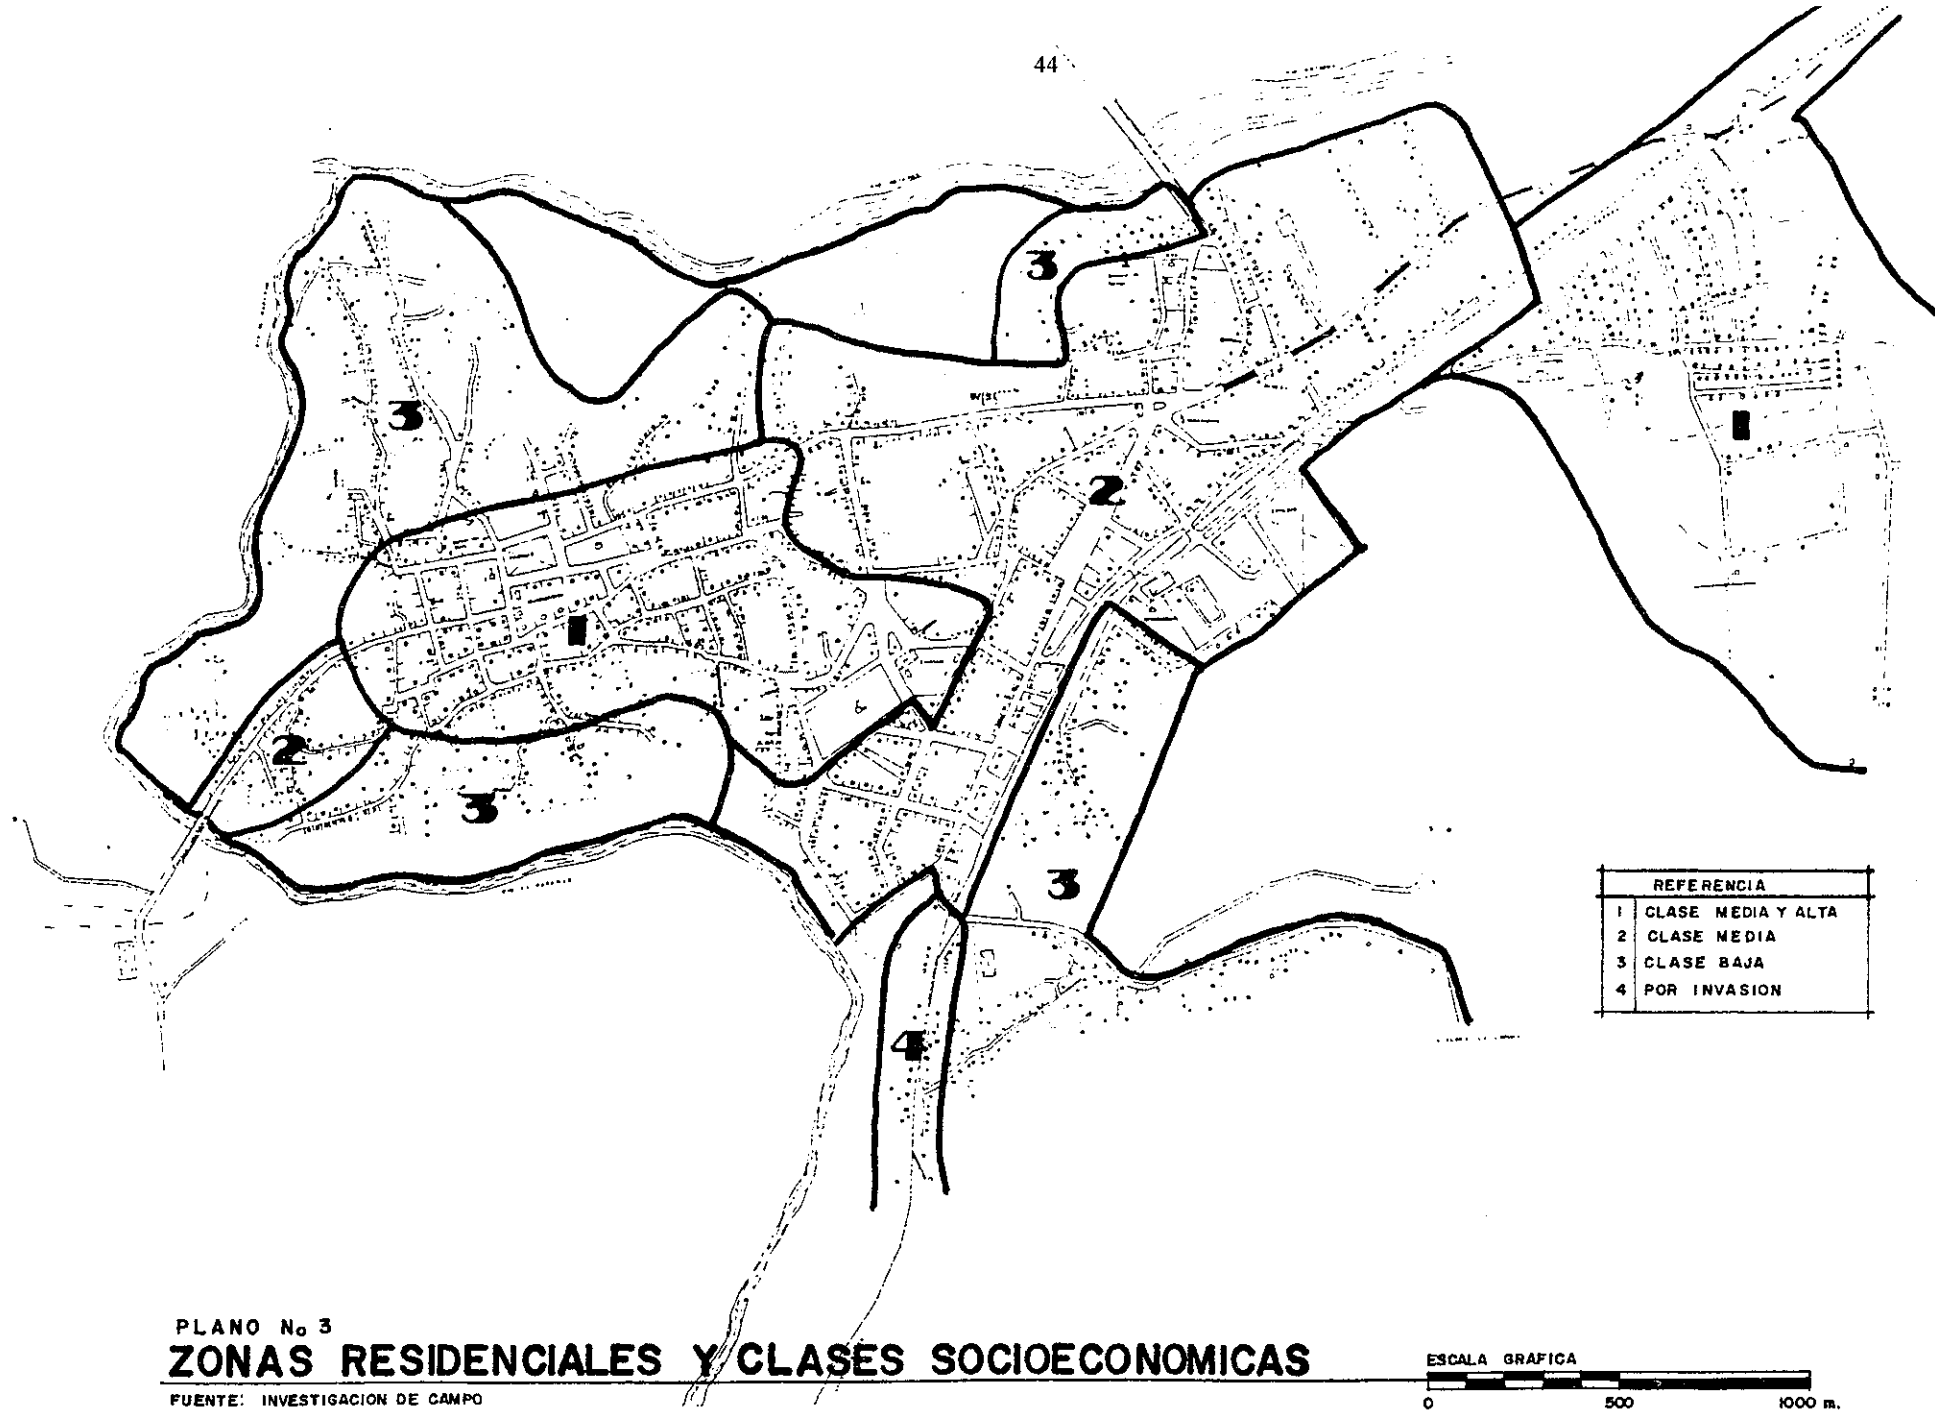 44
3
3
2
1
1
2
3
3
4
REFERENCIA
1 CLASE MEDIA Y ALTA
2 CLASE MEDIA
3 CLASE BAJA
4 POR INVASION
PLANO No 3
ZONAS RESIDENCIALES Y CLASES SOCIOECONOMICAS
FUENTE: INVESTIGACION DE CAMPO
ESCALA GRAFICA
0 500 1000 m.